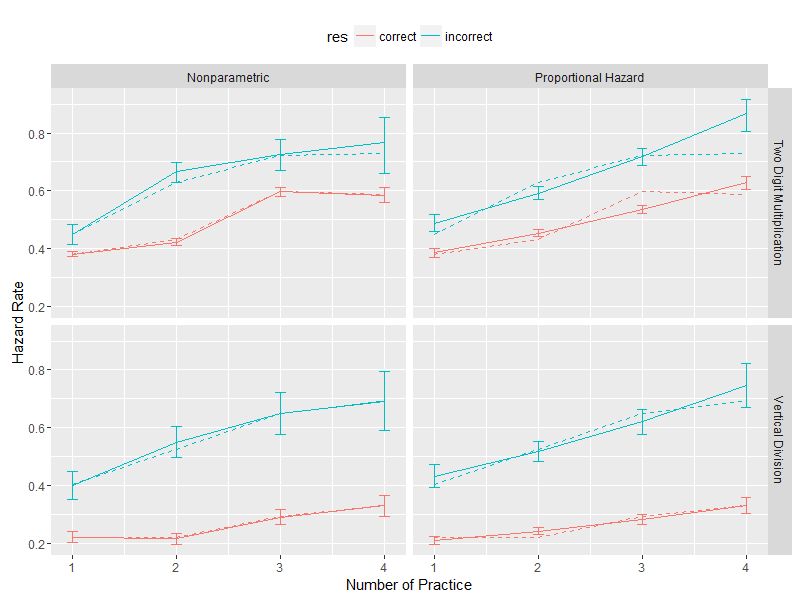 res correct incorrect
Nonparametric Proportional Hazard
0.8
0.6
0.4
0.2
Two Digit Multiplication
Hazard Rate
0.8
0.6
0.4
0.2
Vertical Division
1 2 3 4 1 2 3 4
Number of Practice